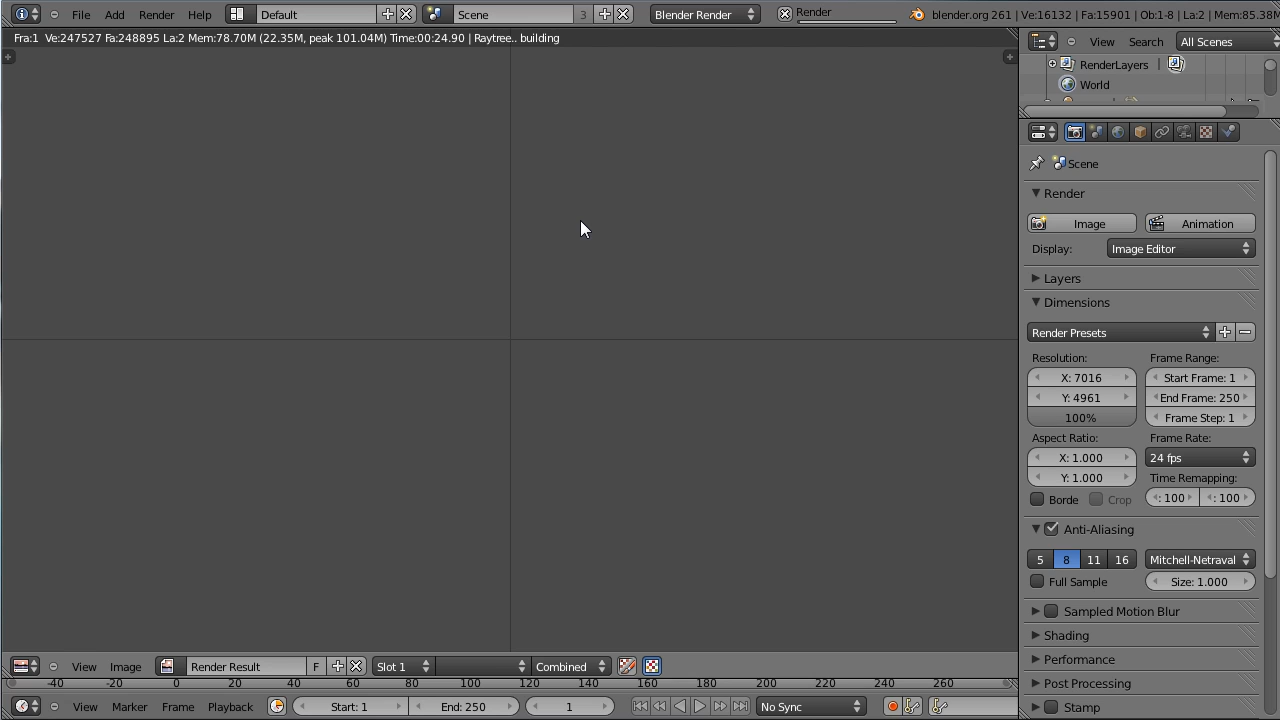 File Add Render Help Default Scene 3 Blender Render Render blender.org 261 | Ve:16132 | Fa:15901 | Ob:1-8 | La:2 | Mem:85.38M
Fra:1 Ve:247527 Fa:248895 La:2 Mem:78.70M (22.35M, peak 101.04M) Time:00:24.90 | Raytree.. building
View Search All Scenes
RenderLayers
World
Scene
Render
Image Animation
Display: Image Editor
Layers
Dimensions
Render Presets
Resolution: Frame Range:
X: 7016 Start Frame: 1
Y: 4961 End Frame: 250
100% Frame Step: 1
Aspect Ratio: Frame Rate:
X: 1.000 24 fps
Y: 1.000 Time Remapping:
Borde Crop : 100 : 100
Anti-Aliasing
5 8 11 16 Mitchell-Netraval
Full Sample Size: 1.000
Sampled Motion Blur
Shading
Performance
Post Processing
Stamp
View Image Render Result F Slot 1 Combined
-40 -20 0 20 40 60 80 100 120 140 160 180 200 220 240 260
View Marker Frame Playback Start: 1 End: 250 1 No Sync